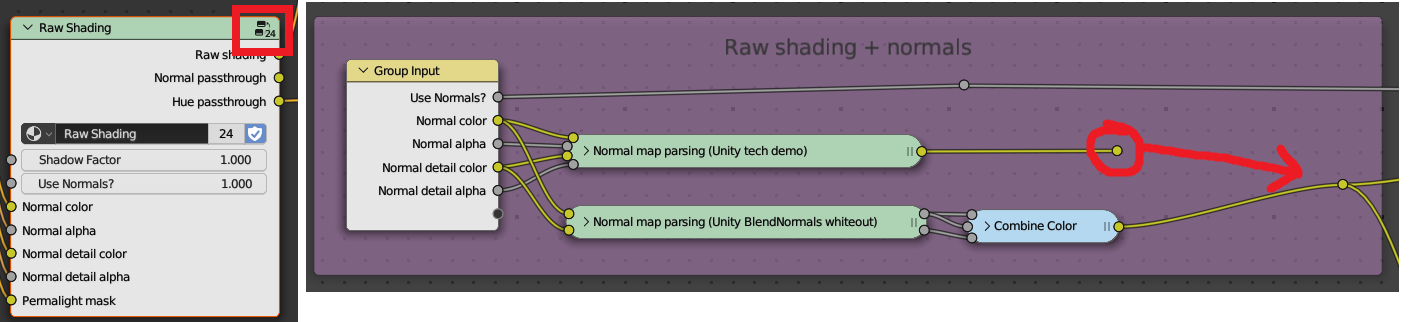 Raw Shading
24
Raw shading
Normal passthrough
Hue passthrough
Raw Shading 24
Shadow Factor 1.000
Use Normals? 1.000
Normal color
Normal alpha
Normal detail color
Normal detail alpha
Permalight mask
Raw shading + normals
Group Input
Use Normals?
Normal color
Normal alpha
Normal detail color
Normal detail alpha
Normal map parsing (Unity tech demo)
Normal map parsing (Unity BlendNormals whiteout)
Combine Color